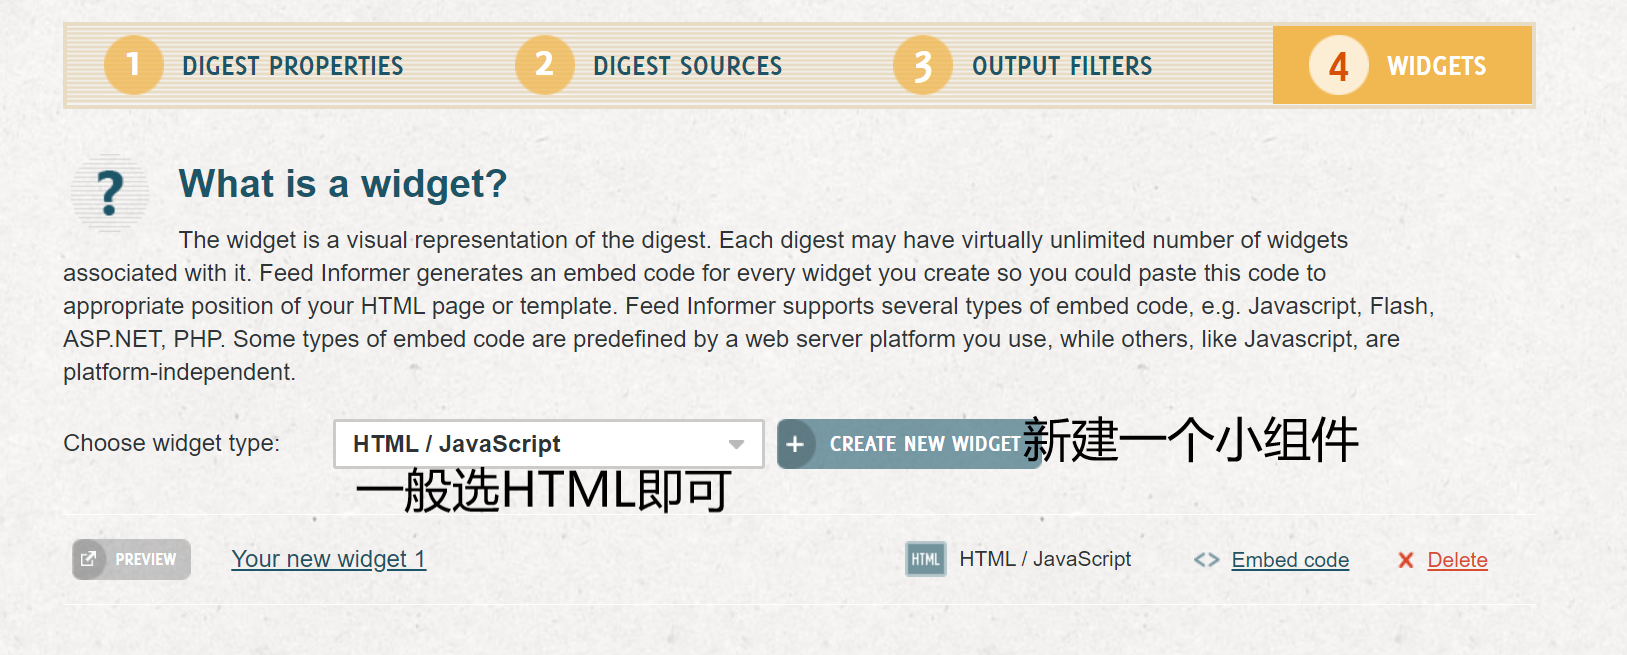 1 DIGEST PROPERTIES 2 DIGEST SOURCES 3 OUTPUT FILTERS 4 WIDGETS
? What is a widget?
The widget is a visual representation of the digest. Each digest may have virtually unlimited number of widgets
associated with it. Feed Informer generates an embed code for every widget you create so you could paste this code to
appropriate position of your HTML page or template. Feed Informer supports several types of embed code, e.g. Javascript, Flash,
ASP.NET, PHP. Some types of embed code are predefined by a web server platform you use, while others, like Javascript, are
platform-independent.
Choose widget type: HTML / JavaScript + CREATE NEW WIDGET 新建一个小组件
一般选HTML即可
PREVIEW Your new widget 1 HTML HTML / JavaScript <> Embed code X Delete